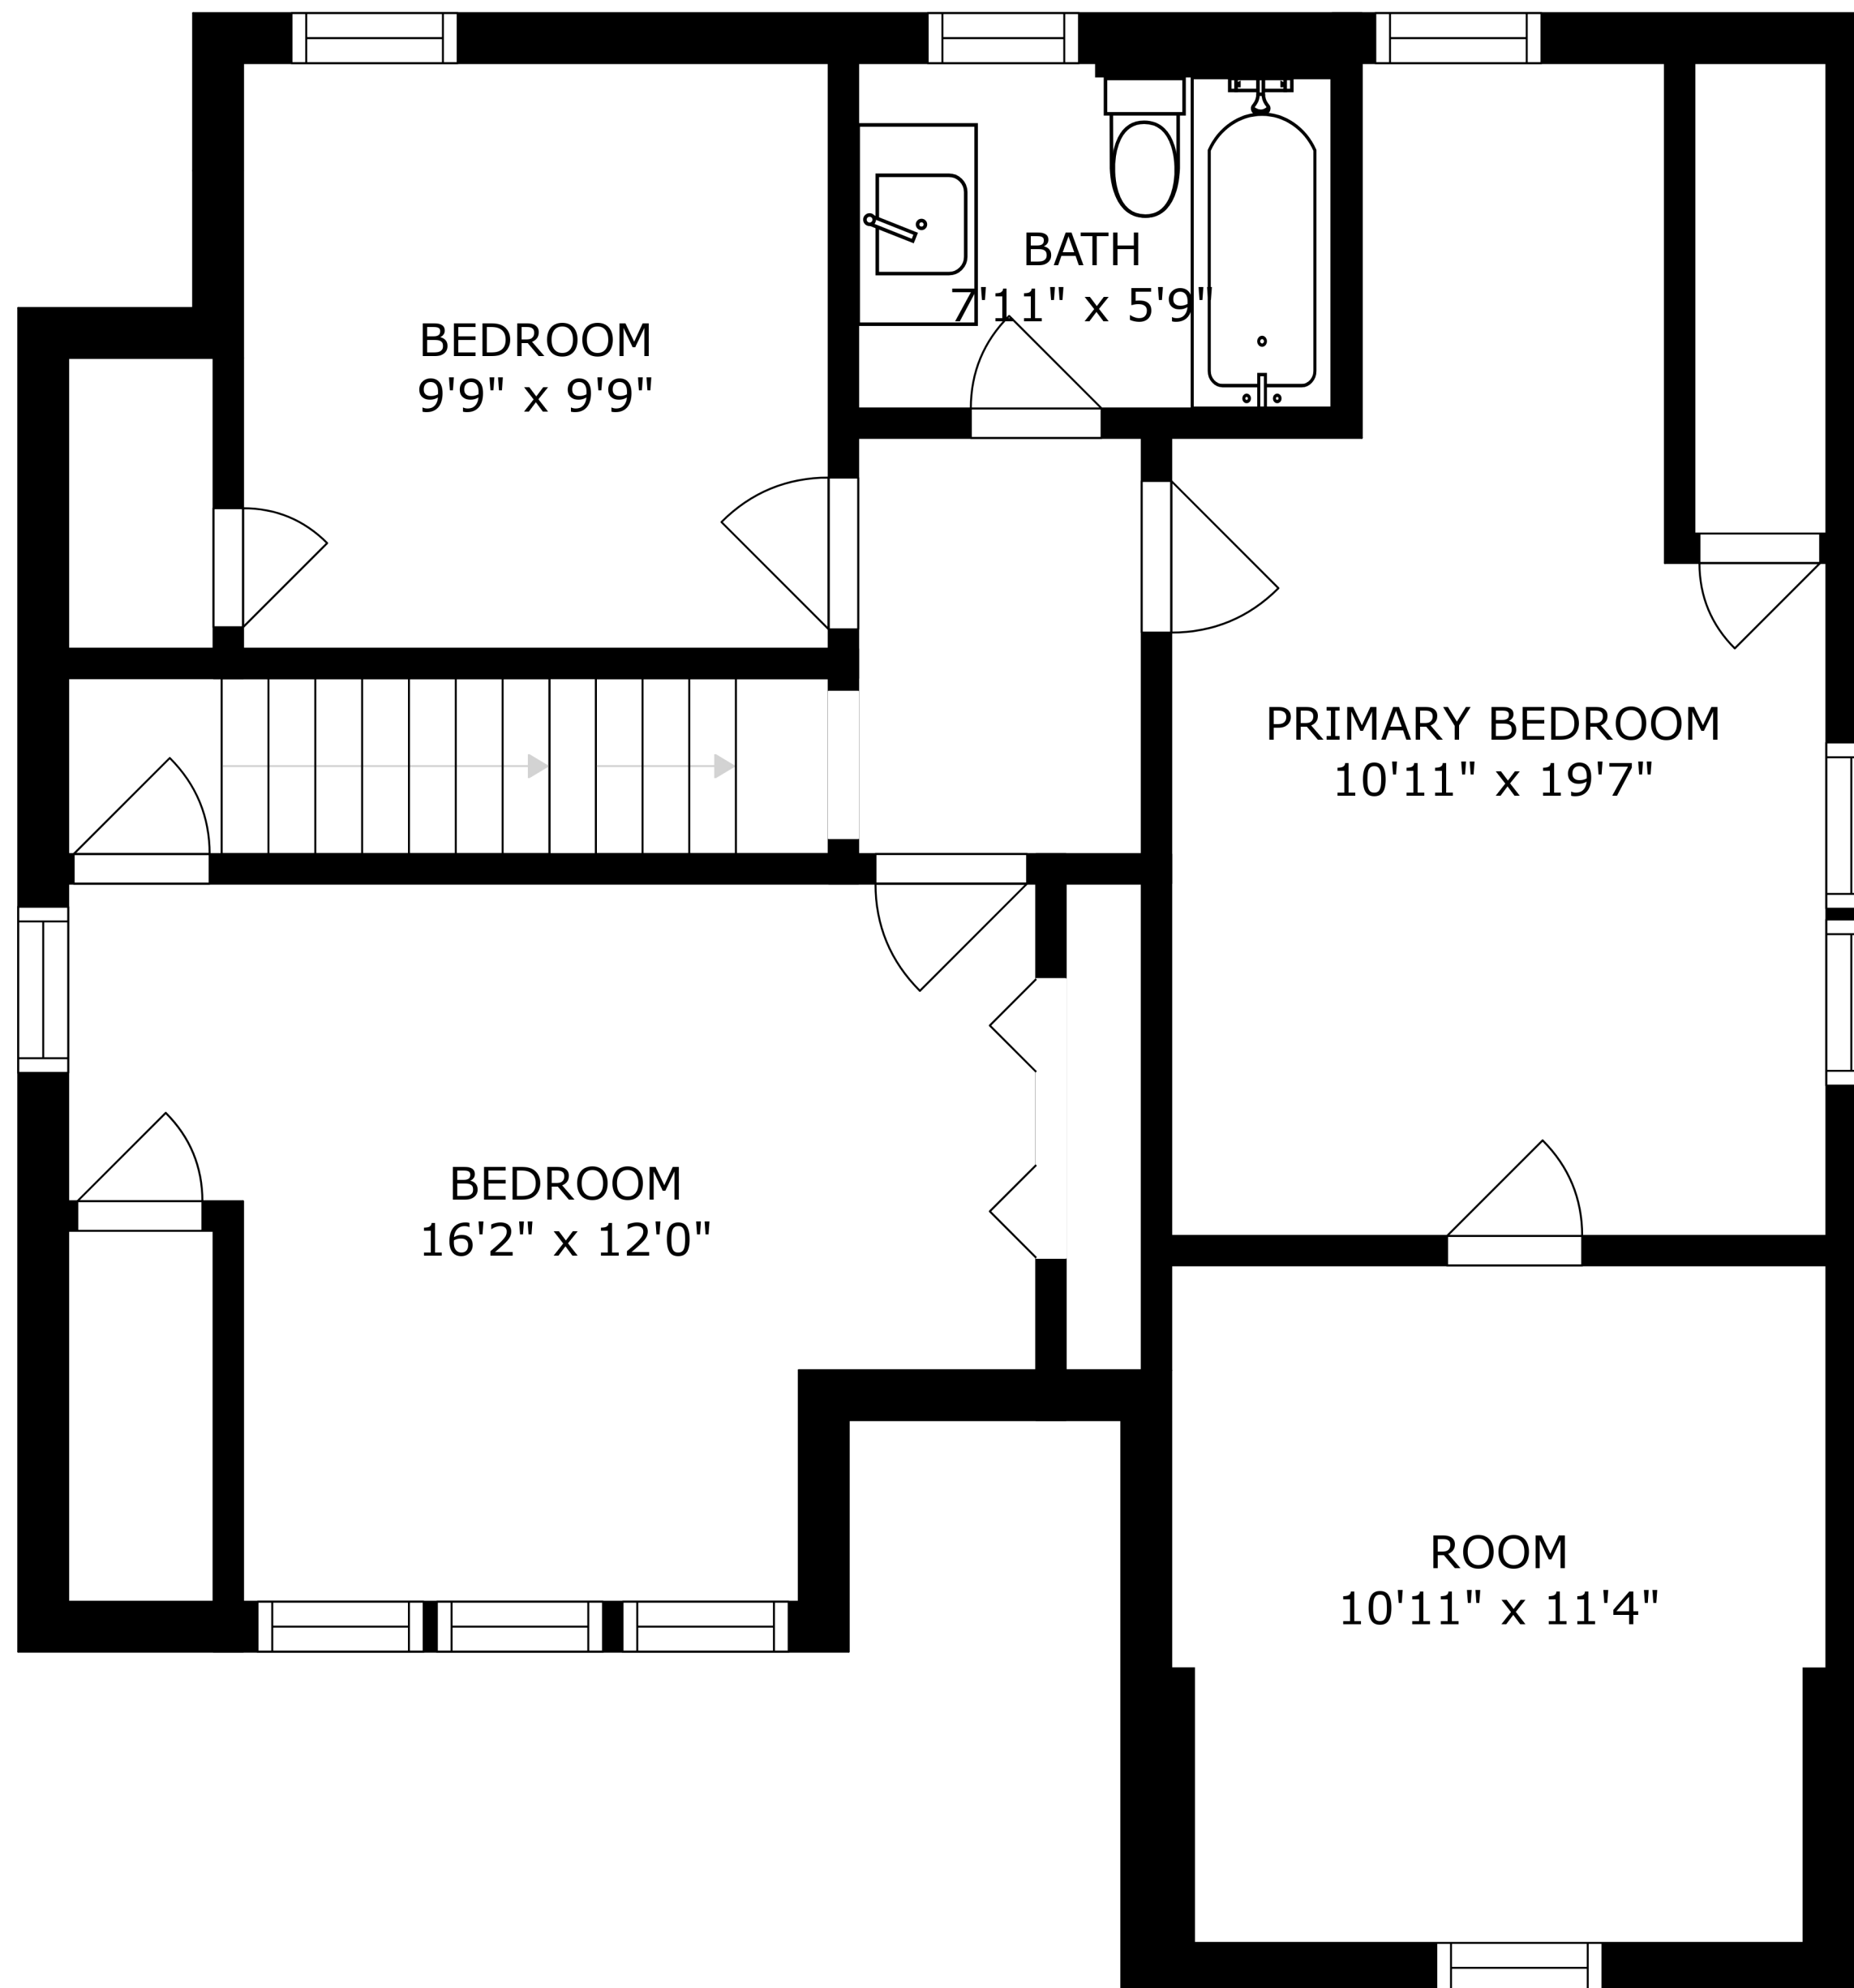 BATH
7'11" x 5'9"
BEDROOM
9'9" x 9'9"
PRIMARY BEDROOM
10'11" x 19'7"
BEDROOM
16'2" x 12'0"
ROOM
10'11" x 11'4"